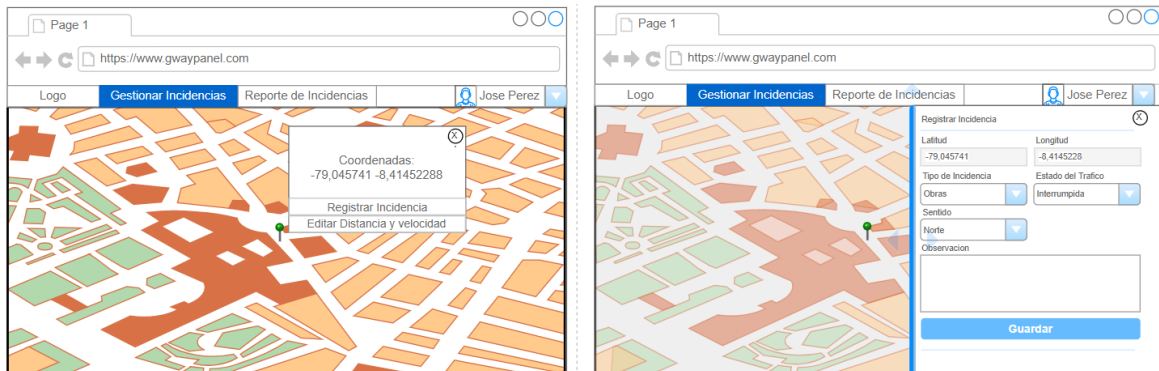 Page 1
https://www.gwaypanel.com
Logo Gestionar Incidencias Reporte de Incidencias Jose Perez
X
Coordenadas:
-79,045741 -8,41452288
Registrar Incidencia
Editar Distancia y velocidad
Page 1
https://www.gwaypanel.com
Logo Gestionar Incidencias Reporte de Incidencias Jose Perez
Registrar Incidencia X
Latitud Longitud
-79,045741 -8,4145228
Tipo de Incidencia Estado del Trafico
Obras Interrumpida
Sentido
Norte
Observacion
Guardar